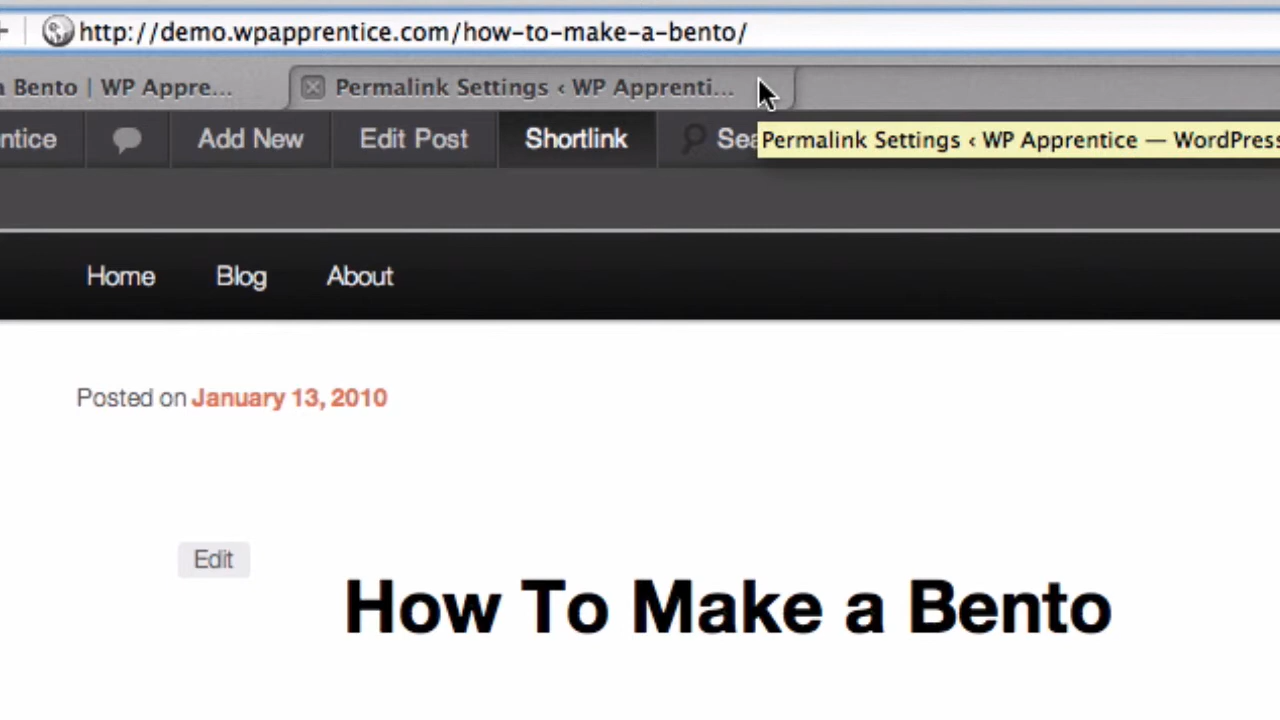 http://demo.wpapprentice.com/how-to-make-a-bento/
a Bento | WP Appre... Permalink Settings ‹ WP Apprenti...
ntice Add New Edit Post Shortlink Sea
Permalink Settings ‹ WP Apprentice — WordPress
Home Blog About
Posted on January 13, 2010
Edit
How To Make a Bento